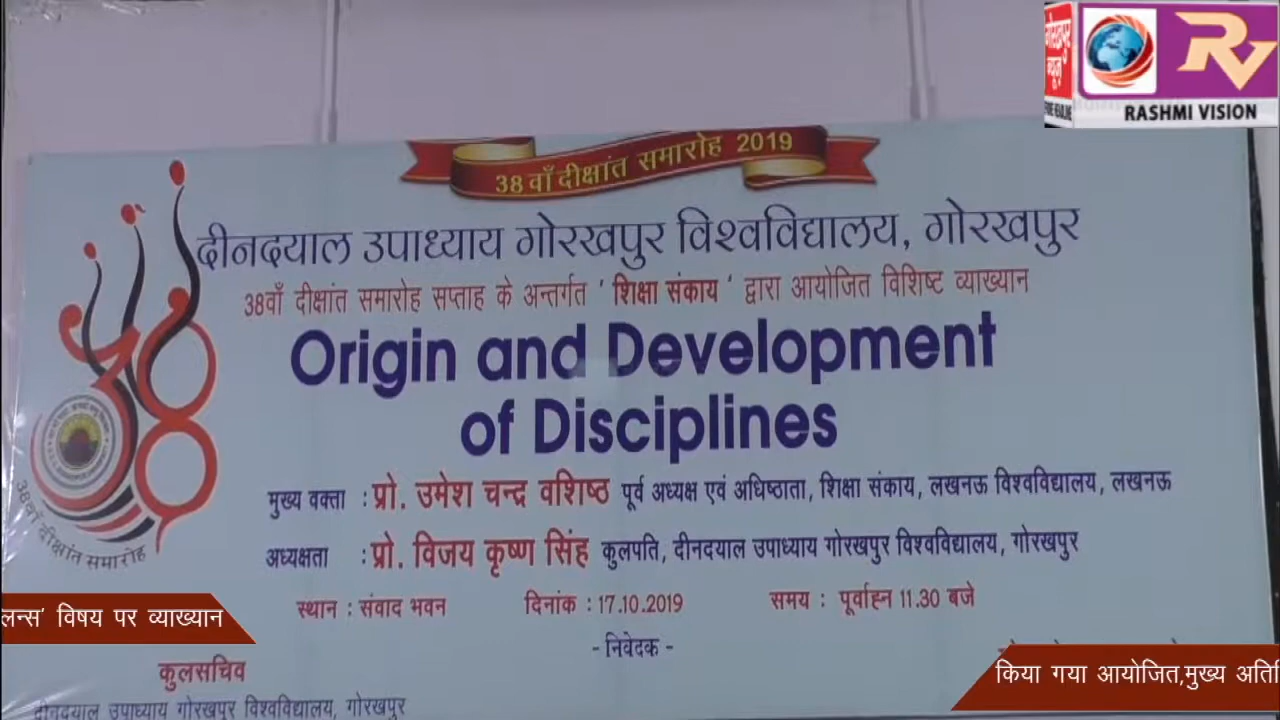 गोरखपुर न्यूज़
RV
RASHMI VISION
38 वाँ दीक्षांत समारोह 2019
दीनदयाल उपाध्याय गोरखपुर विश्वविद्यालय, गोरखपुर
38वाँ दीक्षांत समारोह सप्ताह के अन्तर्गत ' शिक्षा संकाय ' द्वारा आयोजित विशिष्ट व्याख्यान
Origin and Development
of Disciplines
38वाँ दीक्षांत समारोह
मुख्य वक्ता : प्रो. उमेश चन्द्र वशिष्ठ पूर्व अध्यक्ष एवं अधिष्ठाता, शिक्षा संकाय, लखनऊ विश्वविद्यालय, लखनऊ
अध्यक्षता : प्रो. विजय कृष्ण सिंह कुलपति, दीनदयाल उपाध्याय गोरखपुर विश्वविद्यालय, गोरखपुर
स्थान : संवाद भवन दिनांक : 17.10.2019 समय : पूर्वाह्न 11.30 बजे
लिन्स' विषय पर व्याख्यान
- निवेदक -
कुलसचिव
किया गया आयोजित,मुख्य अति
दीनदयाल उपाध्याय गोरखपुर विश्वविद्यालय, गोरखपुर